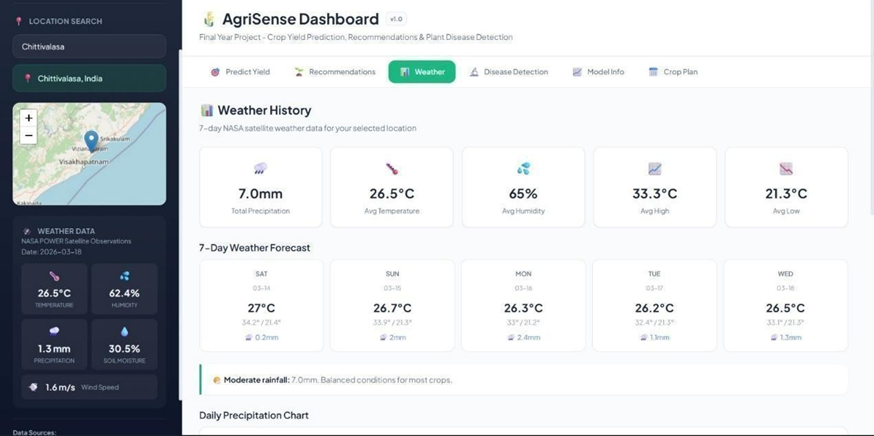 LOCATION SEARCH
Chittivalasa
Chittivalasa, India
+
−
Srikakulam
Visakhapatnam
WEATHER DATA
NASA POWER Satellite Observations
Date: 2026-03-18
26.5°C
TEMPERATURE
62.4%
HUMIDITY
1.3 mm
PRECIPITATION
30.5%
SOIL MOISTURE
1.6 m/s Wind Speed
Data Sources:
AgriSense Dashboard v1.0
Final Year Project - Crop Yield Prediction, Recommendations & Plant Disease Detection
Predict Yield Recommendations Weather Disease Detection Model Info Crop Plan
Weather History
7-day NASA satellite weather data for your selected location
7.0mm
Total Precipitation
26.5°C
Avg Temperature
65%
Avg Humidity
33.3°C
Avg High
21.3°C
Avg Low
7-Day Weather Forecast
SAT
03-14
27°C
34.2° / 21.4°
0.2mm
SUN
03-15
26.7°C
33.9° / 21.3°
2mm
MON
03-16
26.3°C
33° / 21.2°
2.4mm
TUE
03-17
26.2°C
32.4° / 21.3°
1.1mm
WED
03-18
26.5°C
33.1° / 21.3°
1.3mm
Moderate rainfall: 7.0mm. Balanced conditions for most crops.
Daily Precipitation Chart